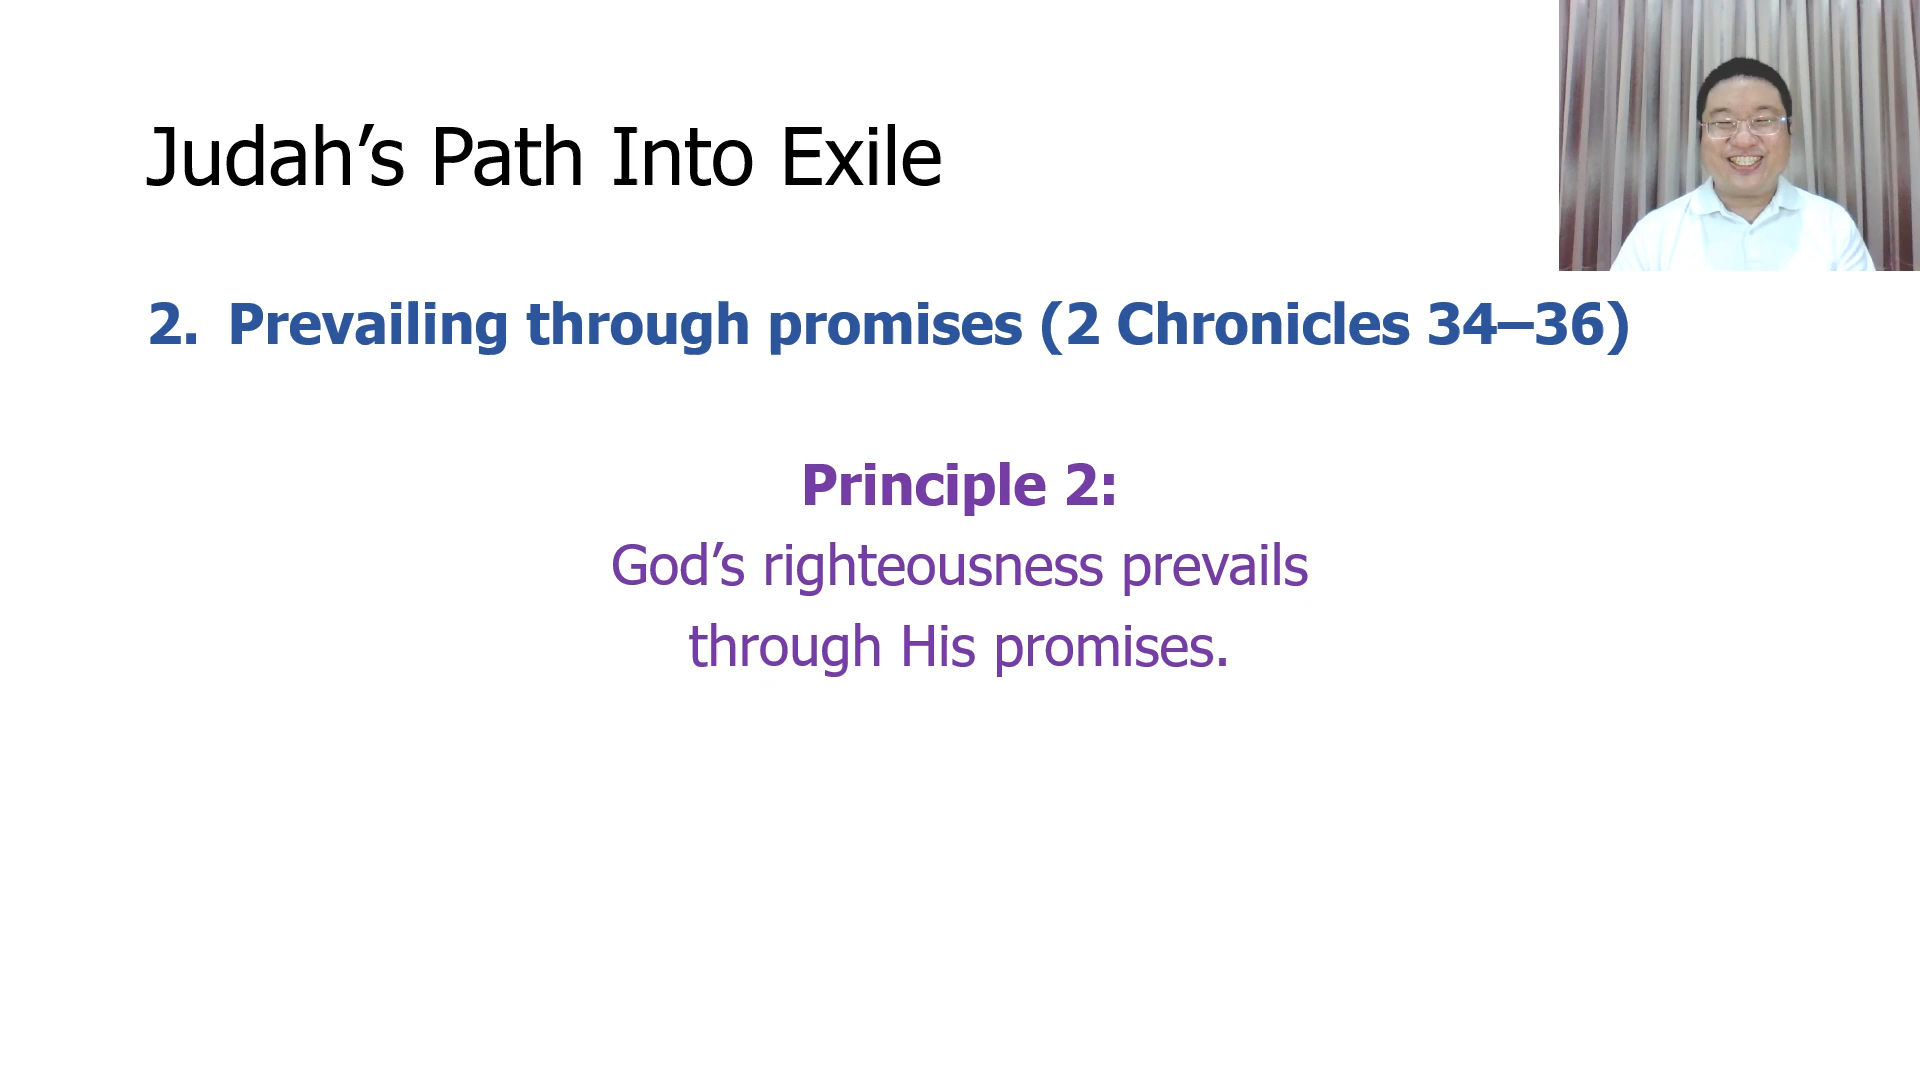 Judah’s Path Into Exile
2. Prevailing through promises (2 Chronicles 34–36)
Principle 2:
God’s righteousness prevails
through His promises.